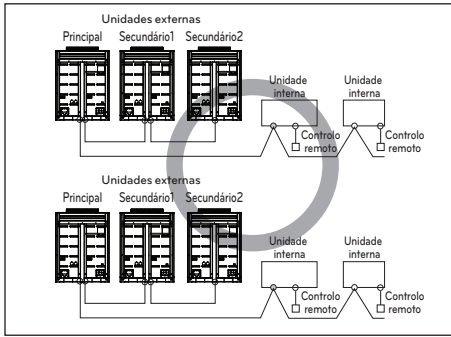 Unidades externas
Principal Secundário1 Secundário2
Unidade interna
Unidade interna
Controlo remoto
Controlo remoto
Unidades externas
Principal Secundário1 Secundário2
Unidade interna
Unidade interna
Controlo remoto
Controlo remoto